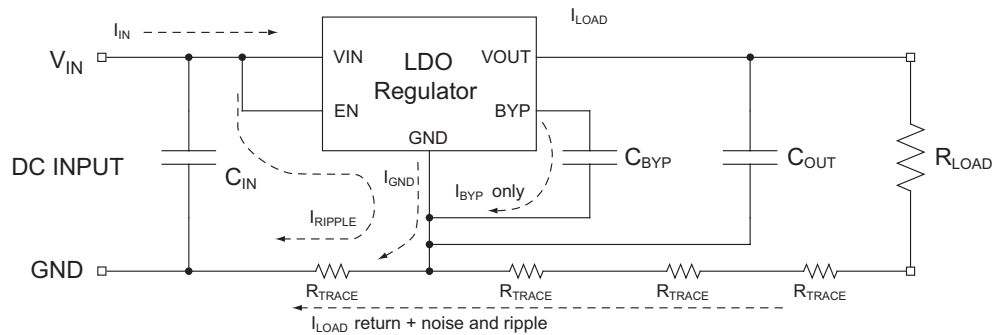 I_IN
I_LOAD
V_IN
VIN
LDO
Regulator
VOUT
EN
BYP
GND
DC INPUT
C_IN
I_GND
I_BYP only
C_BYP
C_OUT
R_LOAD
I_RIPPLE
GND
R_TRACE
R_TRACE
R_TRACE
R_TRACE
I_LOAD return + noise and ripple